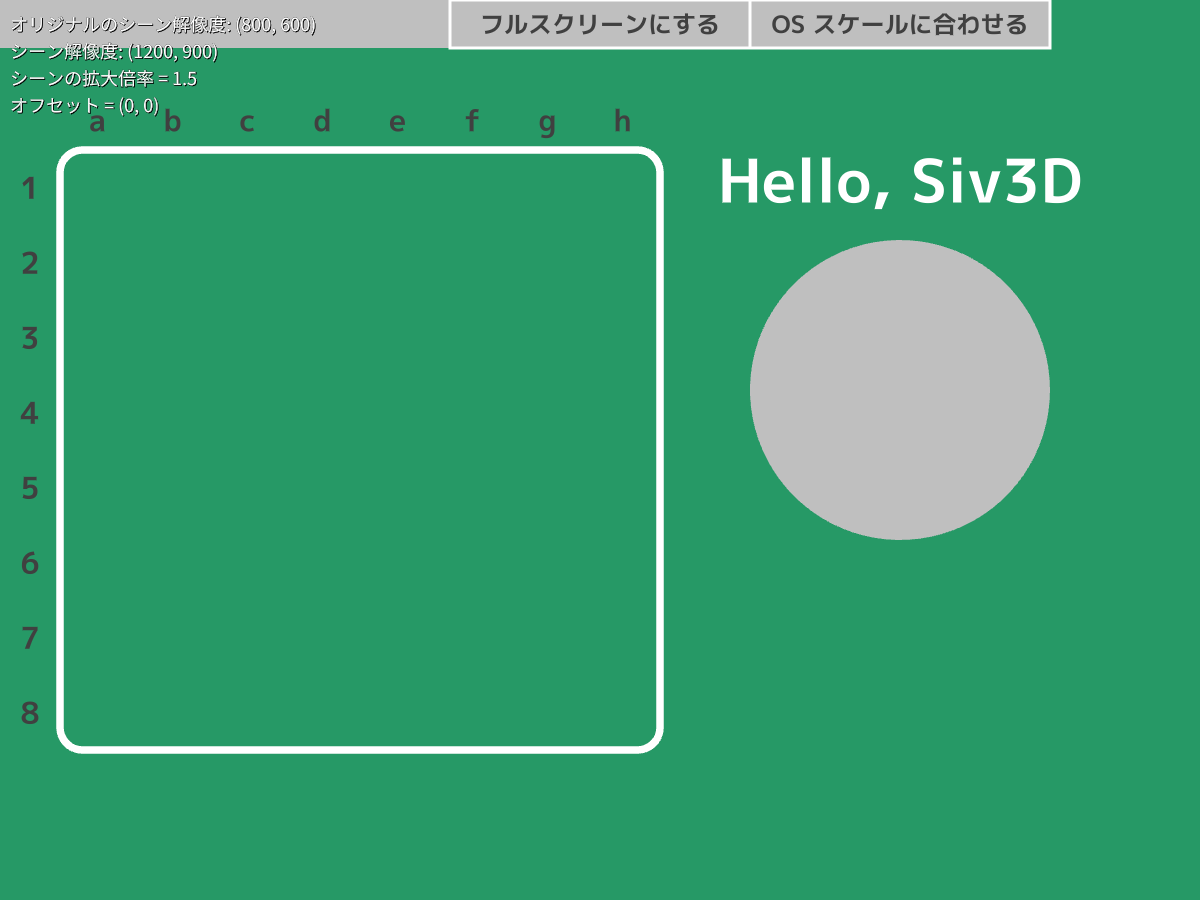 オリジナルのシーン解像度: (800, 600)
フルスクリーンにする
OS スケールに合わせる
シーン解像度: (1200, 900)
シーンの拡大倍率 = 1.5
オフセット = (0, 0)
a b c d e f g h
Hello, Siv3D
1
2
3
4
5
6
7
8